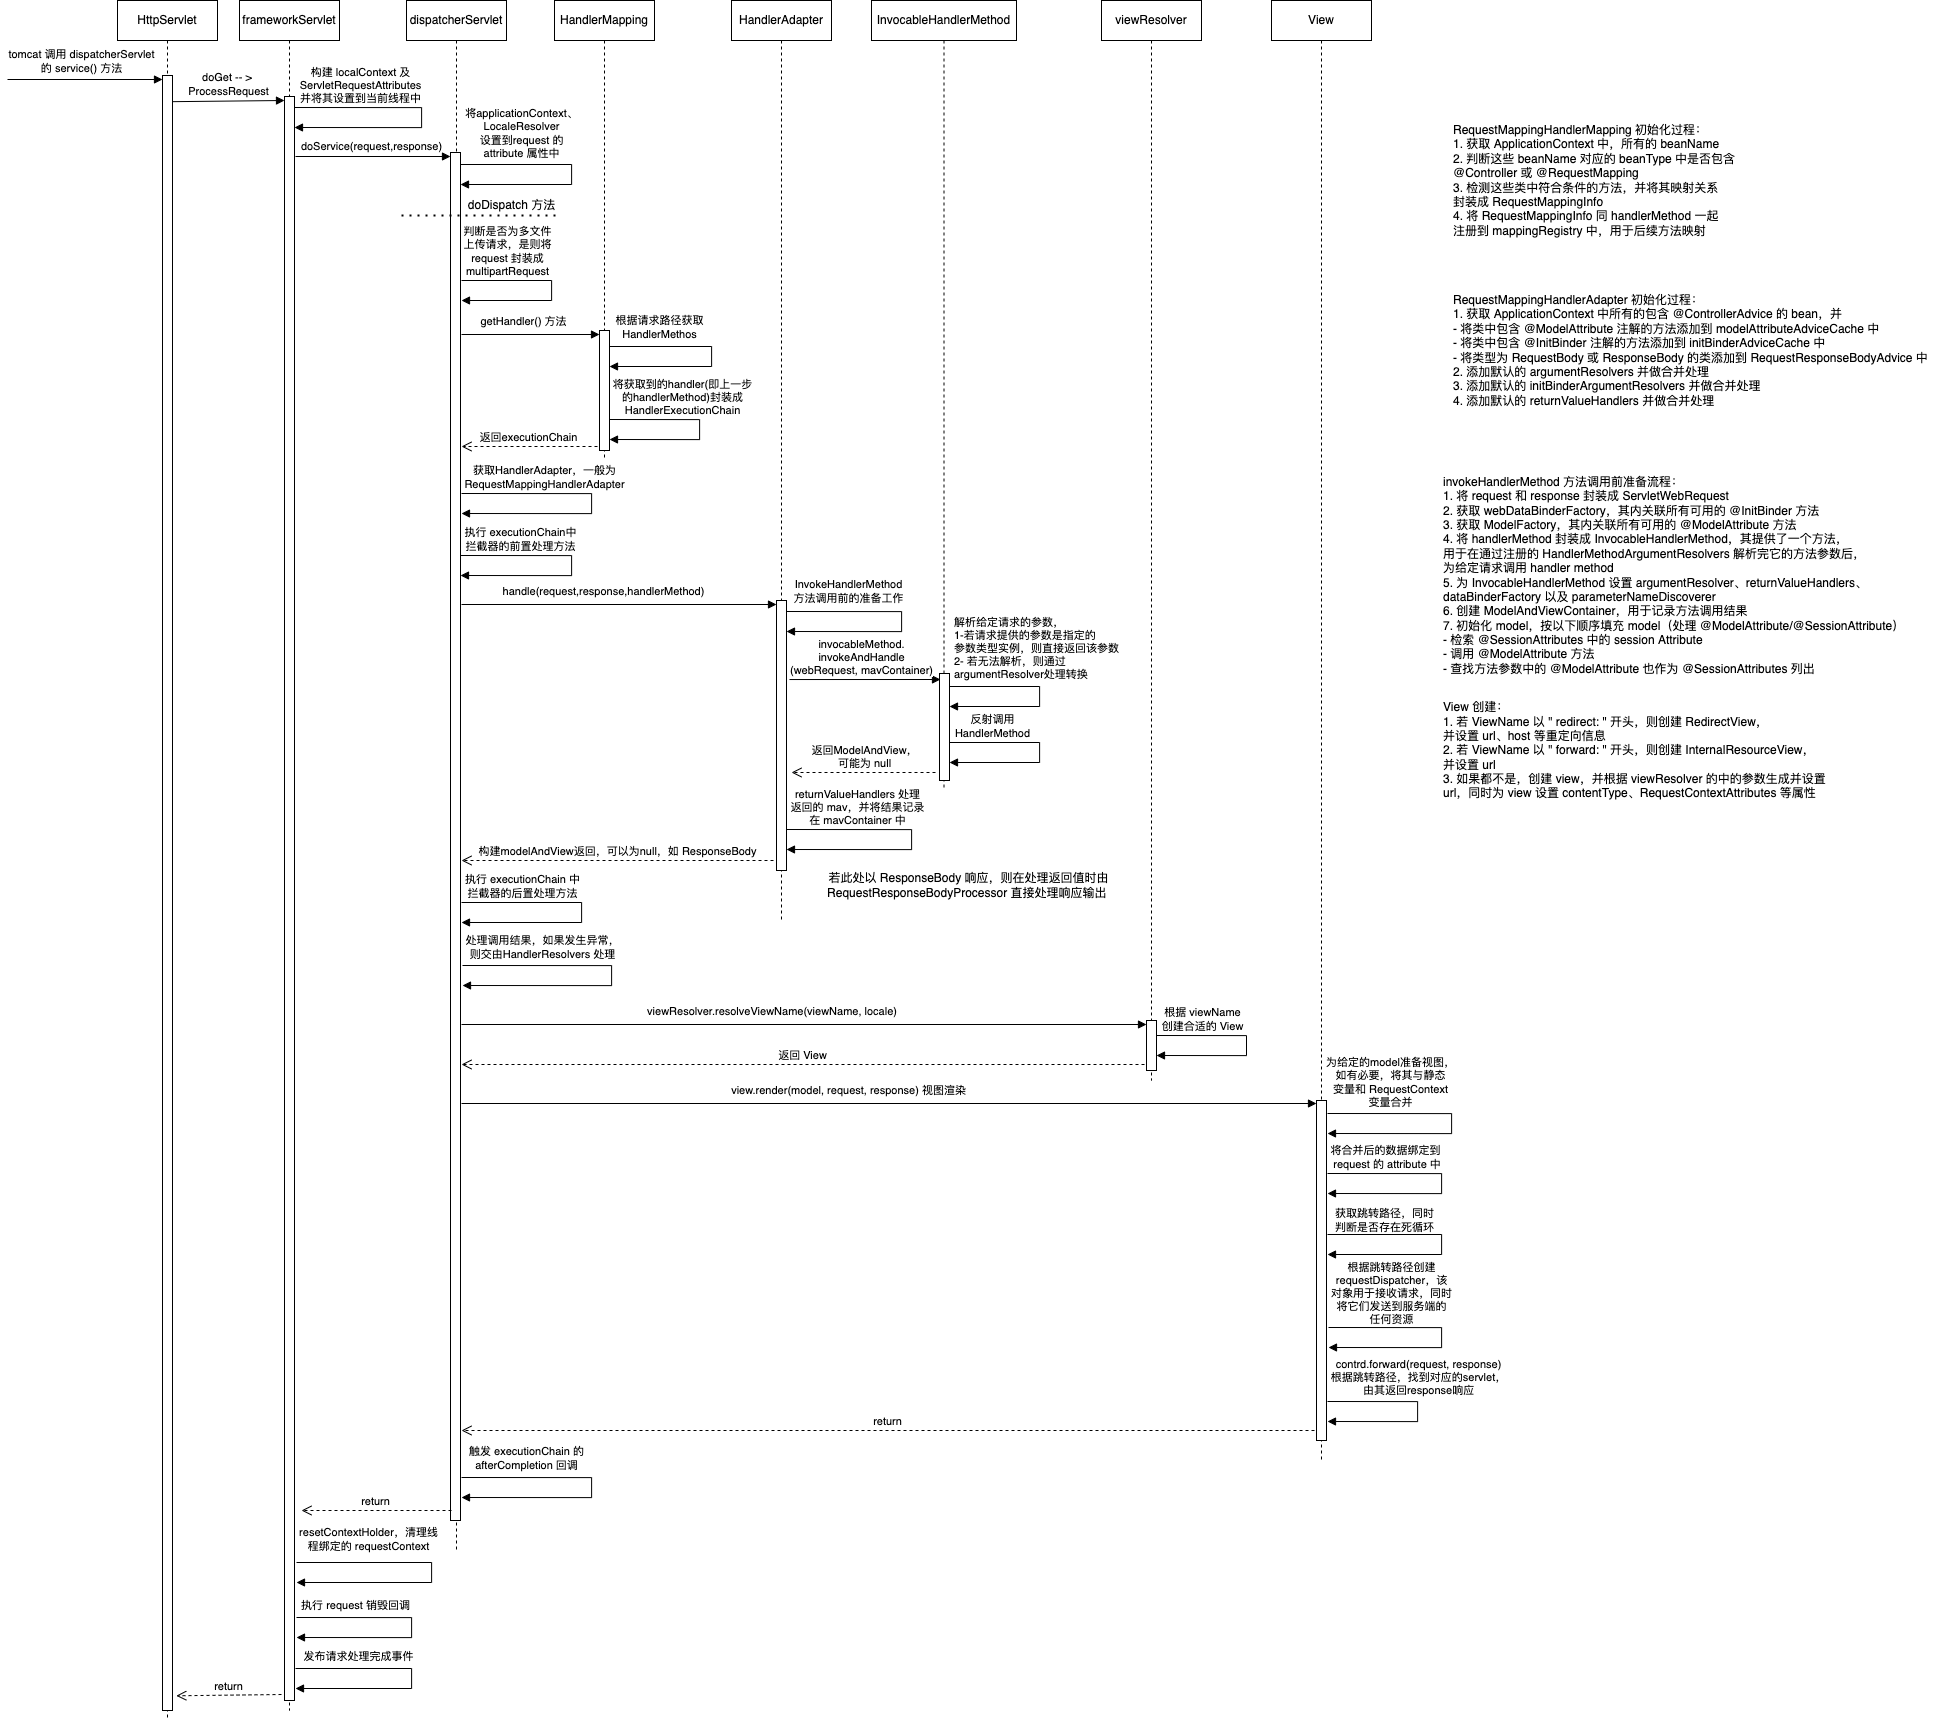 HttpServlet
frameworkServlet
dispatcherServlet
HandlerMapping
HandlerAdapter
InvocableHandlerMethod
viewResolver
View
tomcat 调用 dispatcherServlet
的 service() 方法
doGet -- >
ProcessRequest
构建 localContext 及
ServletRequestAttributes
并将其设置到当前线程中
doService(request,response)
将applicationContext、
LocaleResolver
设置到request 的
attribute 属性中
doDispatch 方法
判断是否为多文件
上传请求，是则将
request 封装成
multipartRequest
getHandler() 方法
根据请求路径获取
HandlerMethos
将获取到的handler(即上一步
的handlerMethod)封装成
HandlerExecutionChain
返回executionChain
获取HandlerAdapter，一般为
RequestMappingHandlerAdapter
执行 executionChain中
拦截器的前置处理方法
handle(request,response,handlerMethod)
InvokeHandlerMethod
方法调用前的准备工作
invocableMethod.
invokeAndHandle
(webRequest, mavContainer)
解析给定请求的参数，
1-若请求提供的参数是指定的
参数类型实例，则直接返回该参数
2- 若无法解析，则通过
argumentResolver处理转换
反射调用
HandlerMethod
返回ModelAndView，
可能为 null
returnValueHandlers 处理
返回的 mav，并将结果记录
在 mavContainer 中
构建modelAndView返回，可以为null，如 ResponseBody
若此处以 ResponseBody 响应，则在处理返回值时由
RequestResponseBodyProcessor 直接处理响应输出
执行 executionChain 中
拦截器的后置处理方法
处理调用结果，如果发生异常，
则交由HandlerResolvers 处理
viewResolver.resolveViewName(viewName, locale)
根据 viewName
创建合适的 View
返回 View
view.render(model, request, response) 视图渲染
为给定的model准备视图，
如有必要，将其与静态
变量和 RequestContext
变量合并
将合并后的数据绑定到
request 的 attribute 中
获取跳转路径，同时
判断是否存在死循环
根据跳转路径创建
requestDispatcher，该
对象用于接收请求，同时
将它们发送到服务端的
任何资源
contrd.forward(request, response)
根据跳转路径，找到对应的servlet，
由其返回response响应
return
触发 executionChain 的
afterCompletion 回调
return
resetContextHolder，清理线
程绑定的 requestContext
执行 request 销毁回调
发布请求处理完成事件
return
RequestMappingHandlerMapping 初始化过程：
1. 获取 ApplicationContext 中，所有的 beanName
2. 判断这些 beanName 对应的 beanType 中是否包含
@Controller 或 @RequestMapping
3. 检测这些类中符合条件的方法，并将其映射关系
封装成 RequestMappingInfo
4. 将 RequestMappingInfo 同 handlerMethod 一起
注册到 mappingRegistry 中，用于后续方法映射
RequestMappingHandlerAdapter 初始化过程：
1. 获取 ApplicationContext 中所有的包含 @ControllerAdvice 的 bean，并
- 将类中包含 @ModelAttribute 注解的方法添加到 modelAttributeAdviceCache 中
- 将类中包含 @InitBinder 注解的方法添加到 initBinderAdviceCache 中
- 将类型为 RequestBody 或 ResponseBody 的类添加到 RequestResponseBodyAdvice 中
2. 添加默认的 argumentResolvers 并做合并处理
3. 添加默认的 initBinderArgumentResolvers 并做合并处理
4. 添加默认的 returnValueHandlers 并做合并处理
invokeHandlerMethod 方法调用前准备流程：
1. 将 request 和 response 封装成 ServletWebRequest
2. 获取 webDataBinderFactory，其内关联所有可用的 @InitBinder 方法
3. 获取 ModelFactory，其内关联所有可用的 @ModelAttribute 方法
4. 将 handlerMethod 封装成 InvocableHandlerMethod，其提供了一个方法，
用于在通过注册的 HandlerMethodArgumentResolvers 解析完它的方法参数后，
为给定请求调用 handler method
5. 为 InvocableHandlerMethod 设置 argumentResolver、returnValueHandlers、
dataBinderFactory 以及 parameterNameDiscoverer
6. 创建 ModelAndViewContainer，用于记录方法调用结果
7. 初始化 model，按以下顺序填充 model（处理 @ModelAttribute/@SessionAttribute）
- 检索 @SessionAttributes 中的 session Attribute
- 调用 @ModelAttribute 方法
- 查找方法参数中的 @ModelAttribute 也作为 @SessionAttributes 列出
View 创建：
1. 若 ViewName 以 " redirect: " 开头，则创建 RedirectView，
并设置 url、host 等重定向信息
2. 若 ViewName 以 " forward: " 开头，则创建 InternalResourceView，
并设置 url
3. 如果都不是，创建 view，并根据 viewResolver 的中的参数生成并设置
url，同时为 view 设置 contentType、RequestContextAttributes 等属性